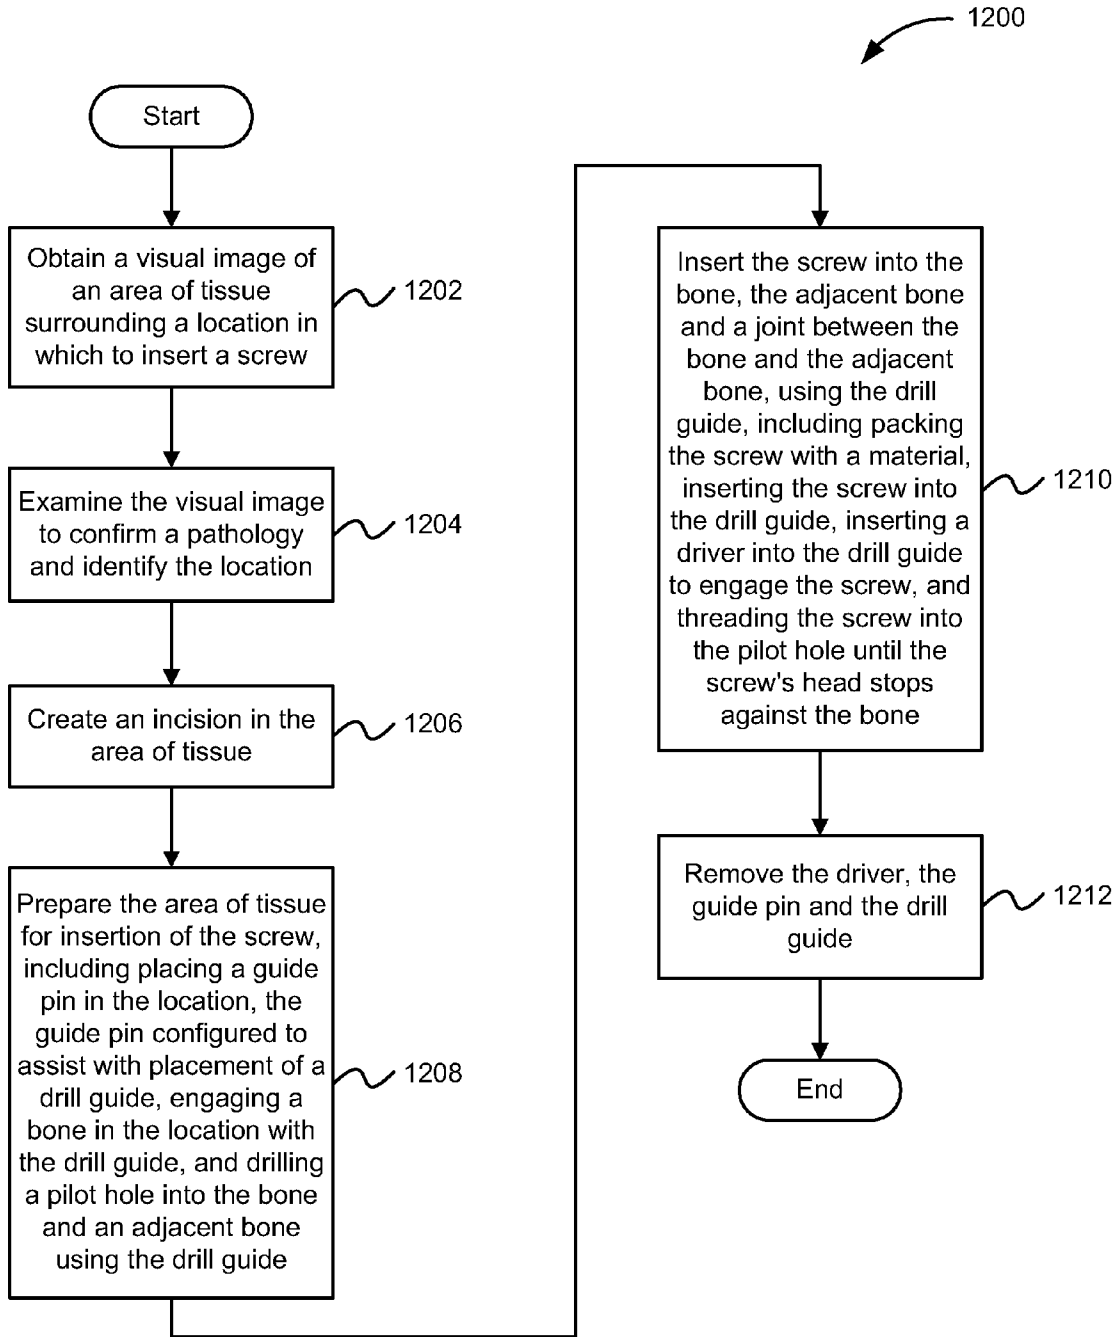 1200
Start
Obtain a visual image of
an area of tissue
surrounding a location in
which to insert a screw
1202
Examine the visual image
to confirm a pathology
and identify the location
1204
Create an incision in the
area of tissue
1206
Prepare the area of tissue
for insertion of the screw,
including placing a guide
pin in the location, the
guide pin configured to
assist with placement of a
drill guide, engaging a
bone in the location with
the drill guide, and drilling
a pilot hole into the bone
and an adjacent bone
using the drill guide
1208
Insert the screw into the
bone, the adjacent bone
and a joint between the
bone and the adjacent
bone, using the drill
guide, including packing
the screw with a material,
inserting the screw into
the drill guide, inserting a
driver into the drill guide
to engage the screw, and
threading the screw into
the pilot hole until the
screw's head stops
against the bone
1210
Remove the driver, the
guide pin and the drill
guide
1212
End